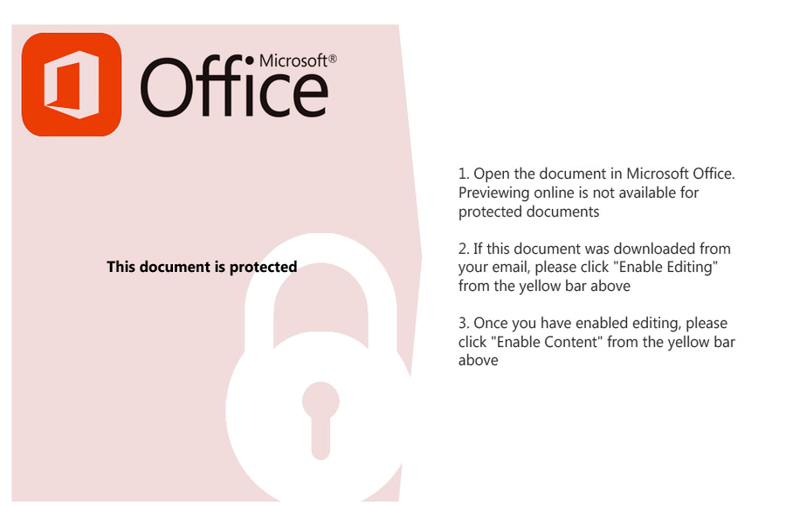 Microsoft®
Office
This document is protected
1. Open the document in Microsoft Office.
Previewing online is not available for
protected documents
2. If this document was downloaded from
your email, please click "Enable Editing"
from the yellow bar above
3. Once you have enabled editing, please
click "Enable Content" from the yellow bar
above